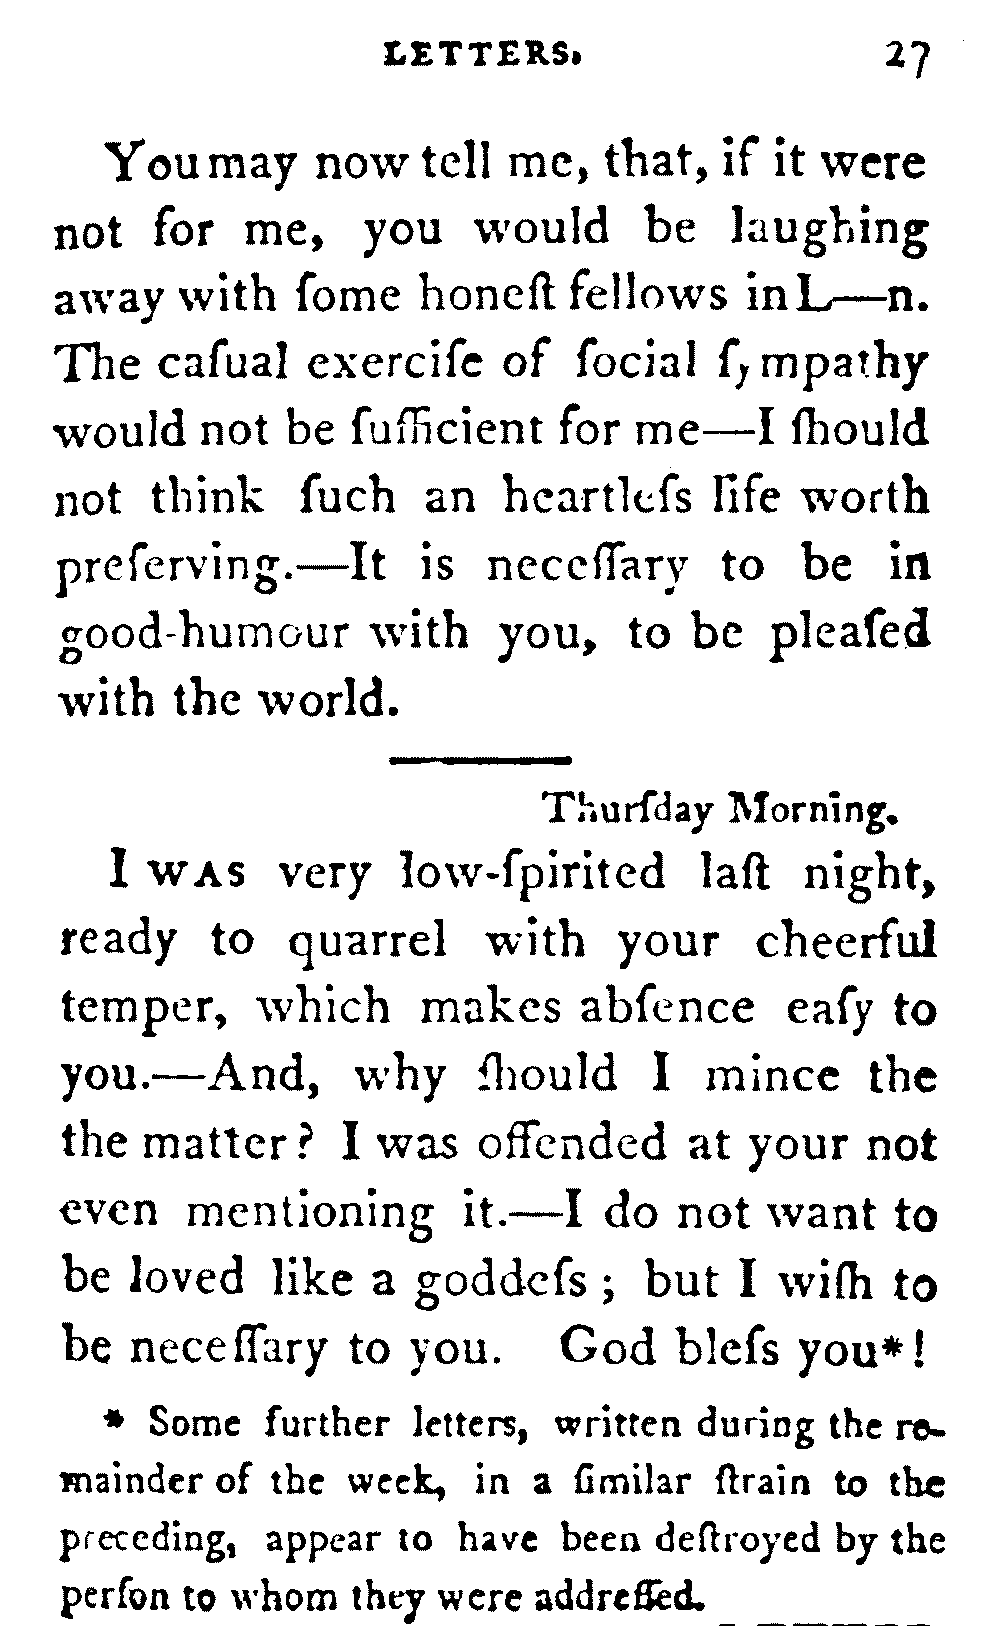 LETTERS. 27
You may now tell me, that, if it were
not for me, you would be laughing
away with ſome honeſt fellows in L—n.
The caſual exerciſe of ſocial ſympathy
would not be ſufficient for me—I ſhould
not think ſuch an heartleſs life worth
preſerving.—It is neceſſary to be in
good-humour with you, to be pleaſed
with the world.
Thurſday Morning.
I WAS very low-ſpirited laſt night,
ready to quarrel with your cheerful
temper, which makes abſence eaſy to
you.—And, why ſhould I mince the
the matter? I was offended at your not
even mentioning it.—I do not want to
be loved like a goddeſs; but I wiſh to
be neceſſary to you. God bleſs you*!
* Some further letters, written during the re-
mainder of the week, in a ſimilar ſtrain to the
preceding, appear to have been deſtroyed by the
perſon to whom they were addreſſed.